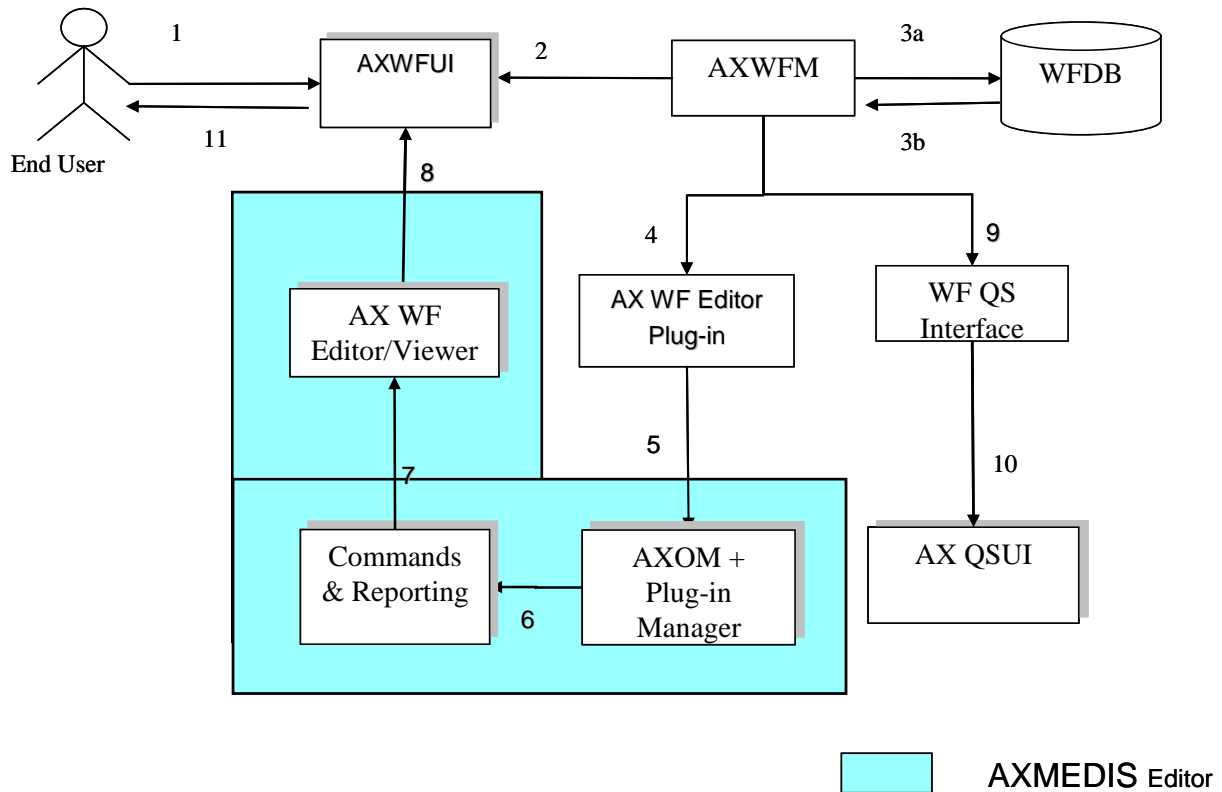 1
AXWFUI
2
AXWFM
3a
WFDB
11
3b
End User
8
4
9
AX WF
Editor/Viewer
AX WF Editor
Plug-in
WF QS
Interface
7
5
10
Commands
& Reporting
6
AXOM +
Plug-in
Manager
AX QSUI
AXMEDIS Editor